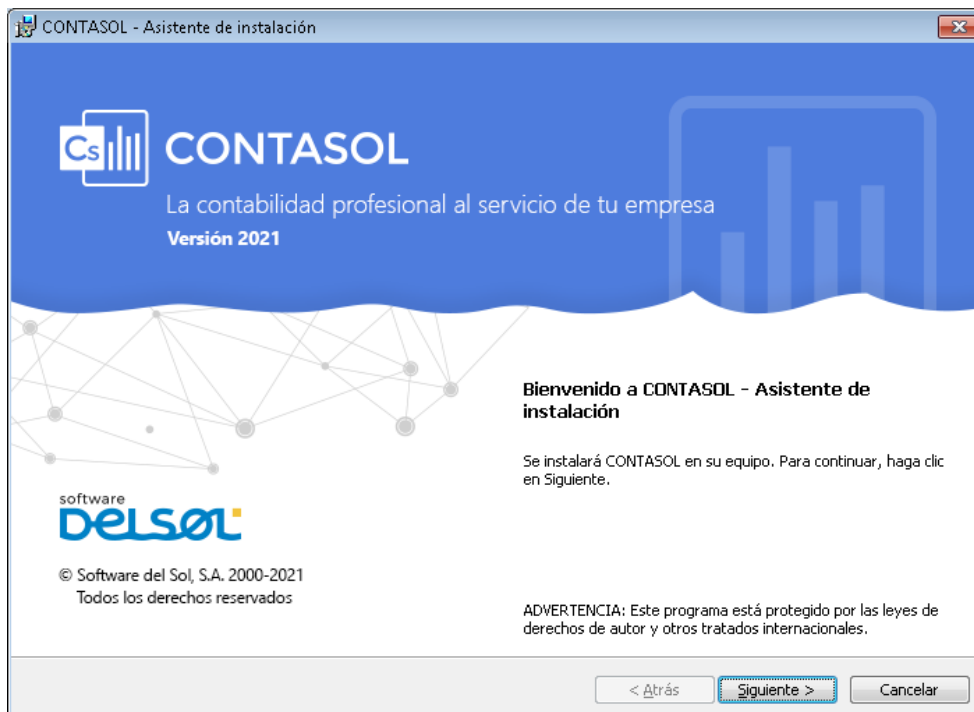 CONTASOL - Asistente de instalación
Cs
CONTASOL
La contabilidad profesional al servicio de tu empresa
Versión 2021
Bienvenido a CONTASOL - Asistente de
instalación
Se instalará CONTASOL en su equipo. Para continuar, haga clic
en Siguiente.
software
DELSOL
© Software del Sol, S.A. 2000-2021
Todos los derechos reservados
ADVERTENCIA: Este programa está protegido por las leyes de
derechos de autor y otros tratados internacionales.
< Atrás
Siguiente >
Cancelar